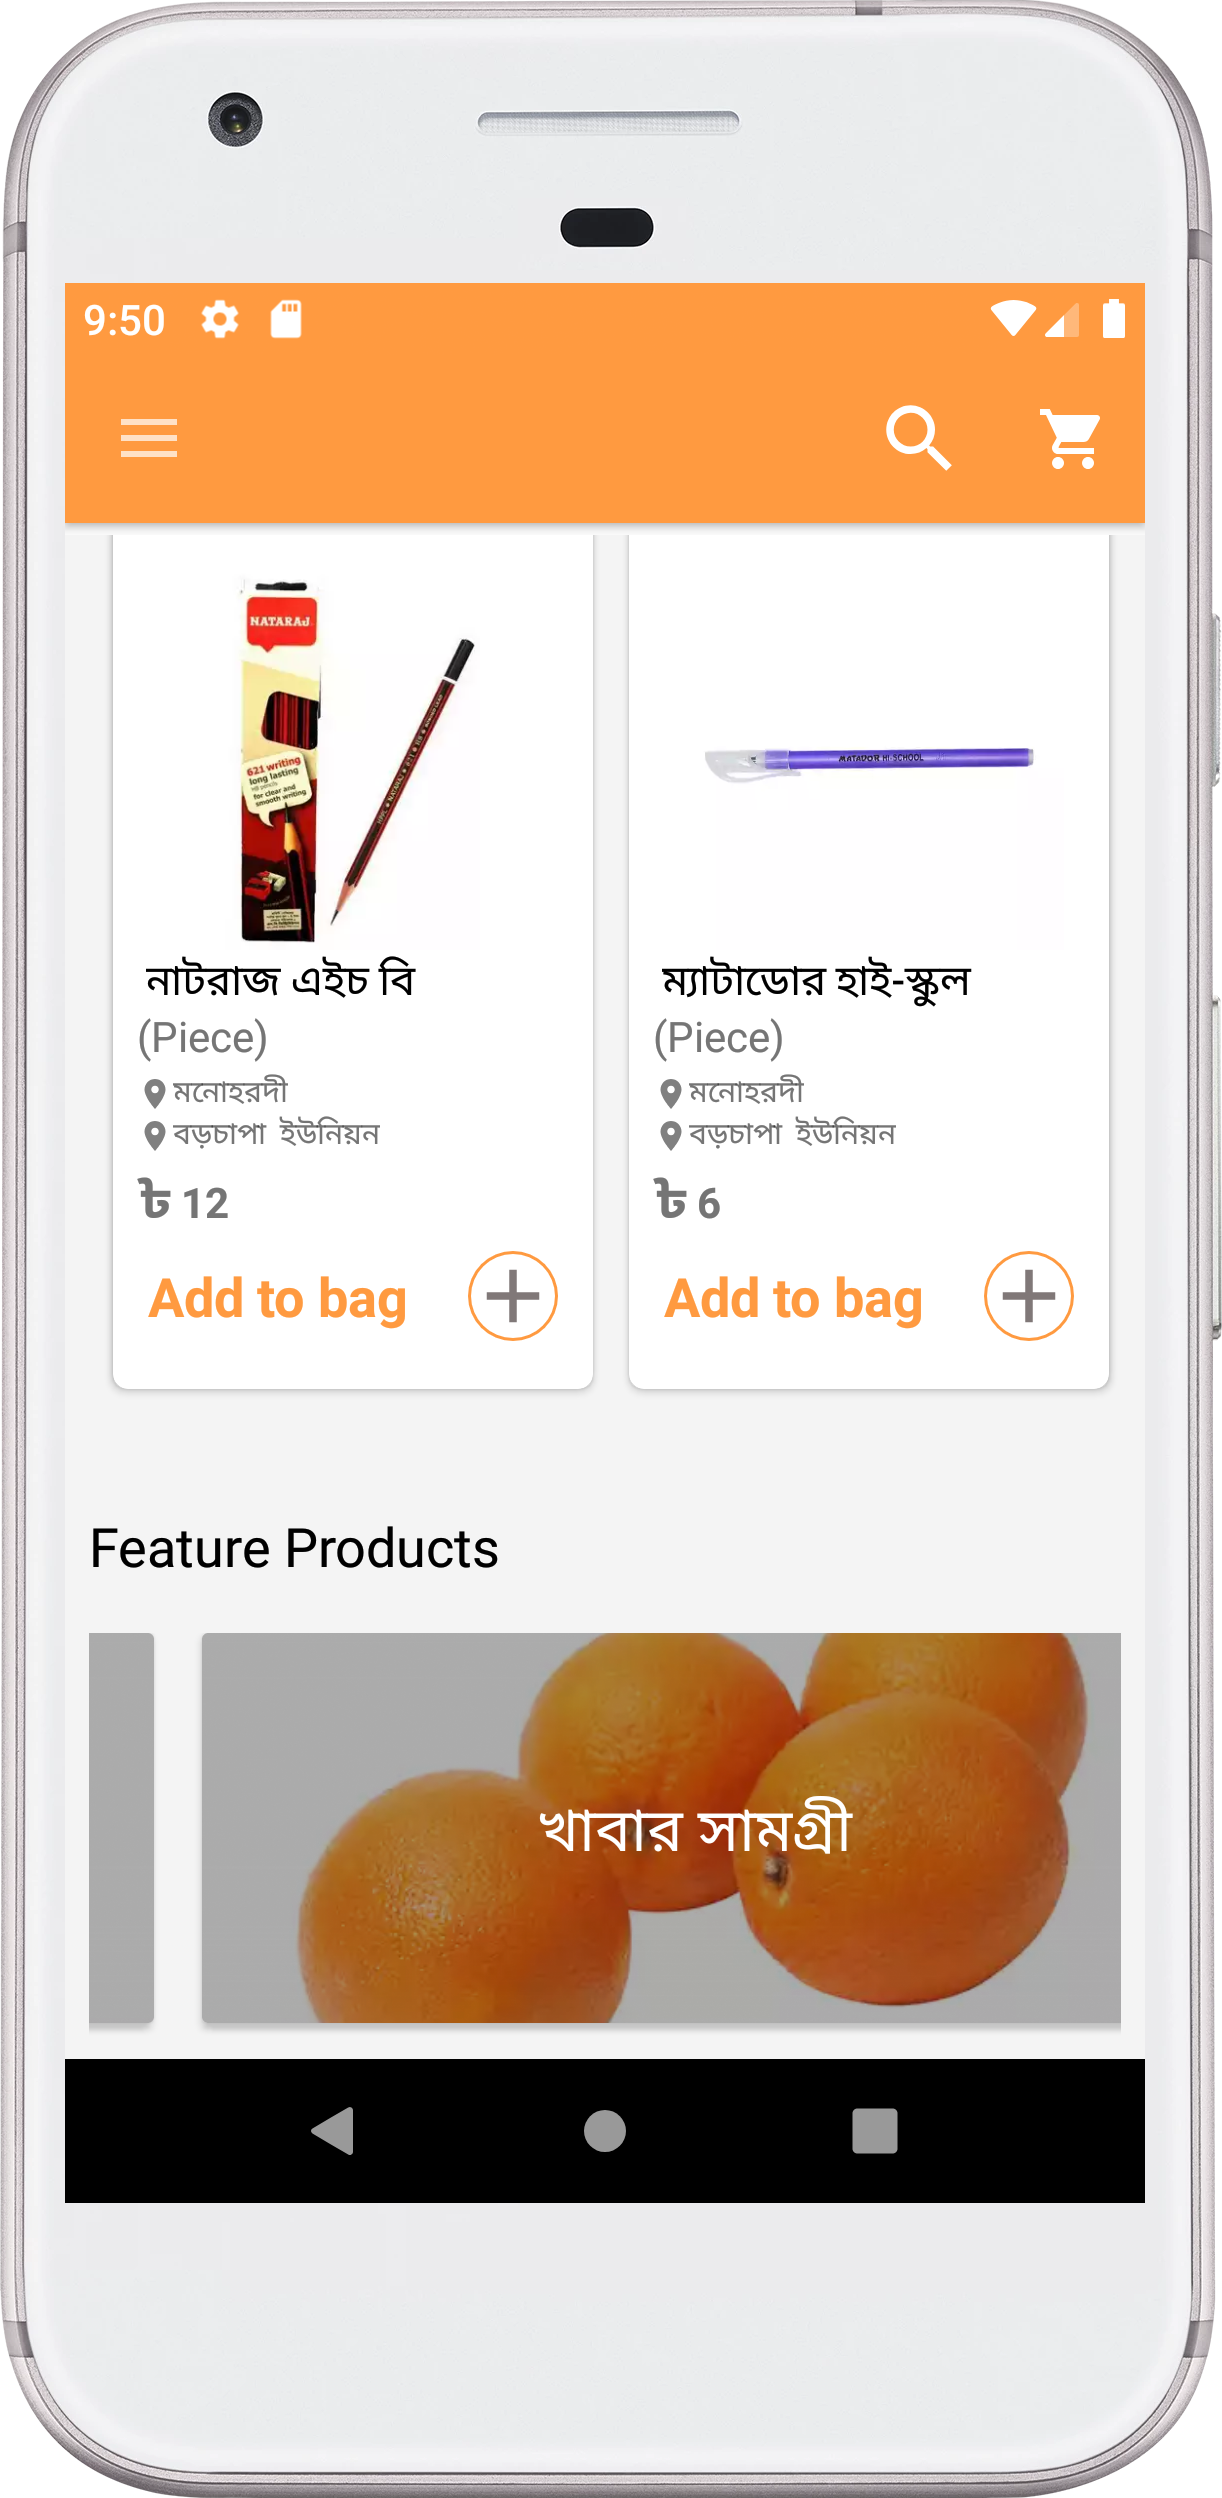 9:50
NATARAJ
621 writing
long lasting
HB pencils
for clear and
smooth writing
MATADOR HI-SCHOOL
নাটরাজ এইচ বি
(Piece)
মনোহরদী
বড়চাপা ইউনিয়ন
৳ 12
Add to bag
ম্যাটাডোর হাই-স্কুল
(Piece)
মনোহরদী
বড়চাপা ইউনিয়ন
৳ 6
Add to bag
Feature Products
খাবার সামগ্রী